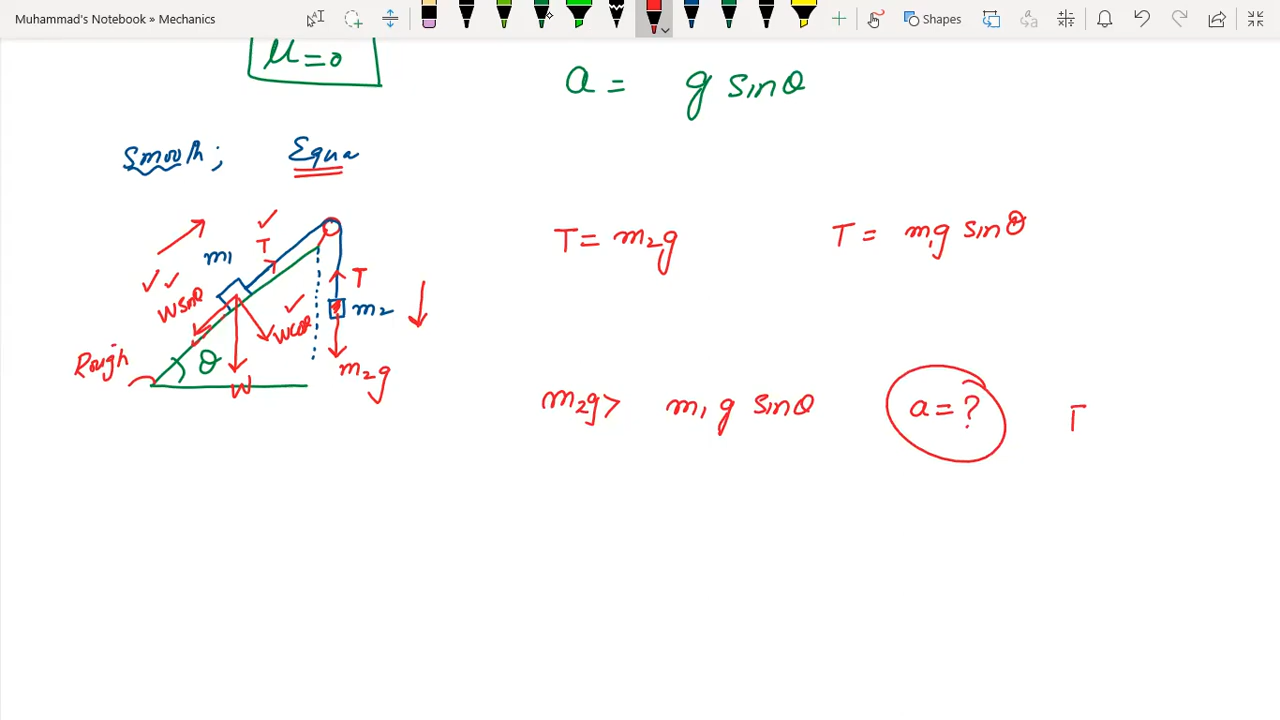 Muhammad's Notebook » Mechanics
Shapes
μ=0
a = g sinθ
Smooth; Equa
T = m2g
T = m1g sinθ
m1
T
T
Wsinθ
Wcosθ
m2
Rough
θ
m2g
W
m2g> m1g sinθ
a = ?
T